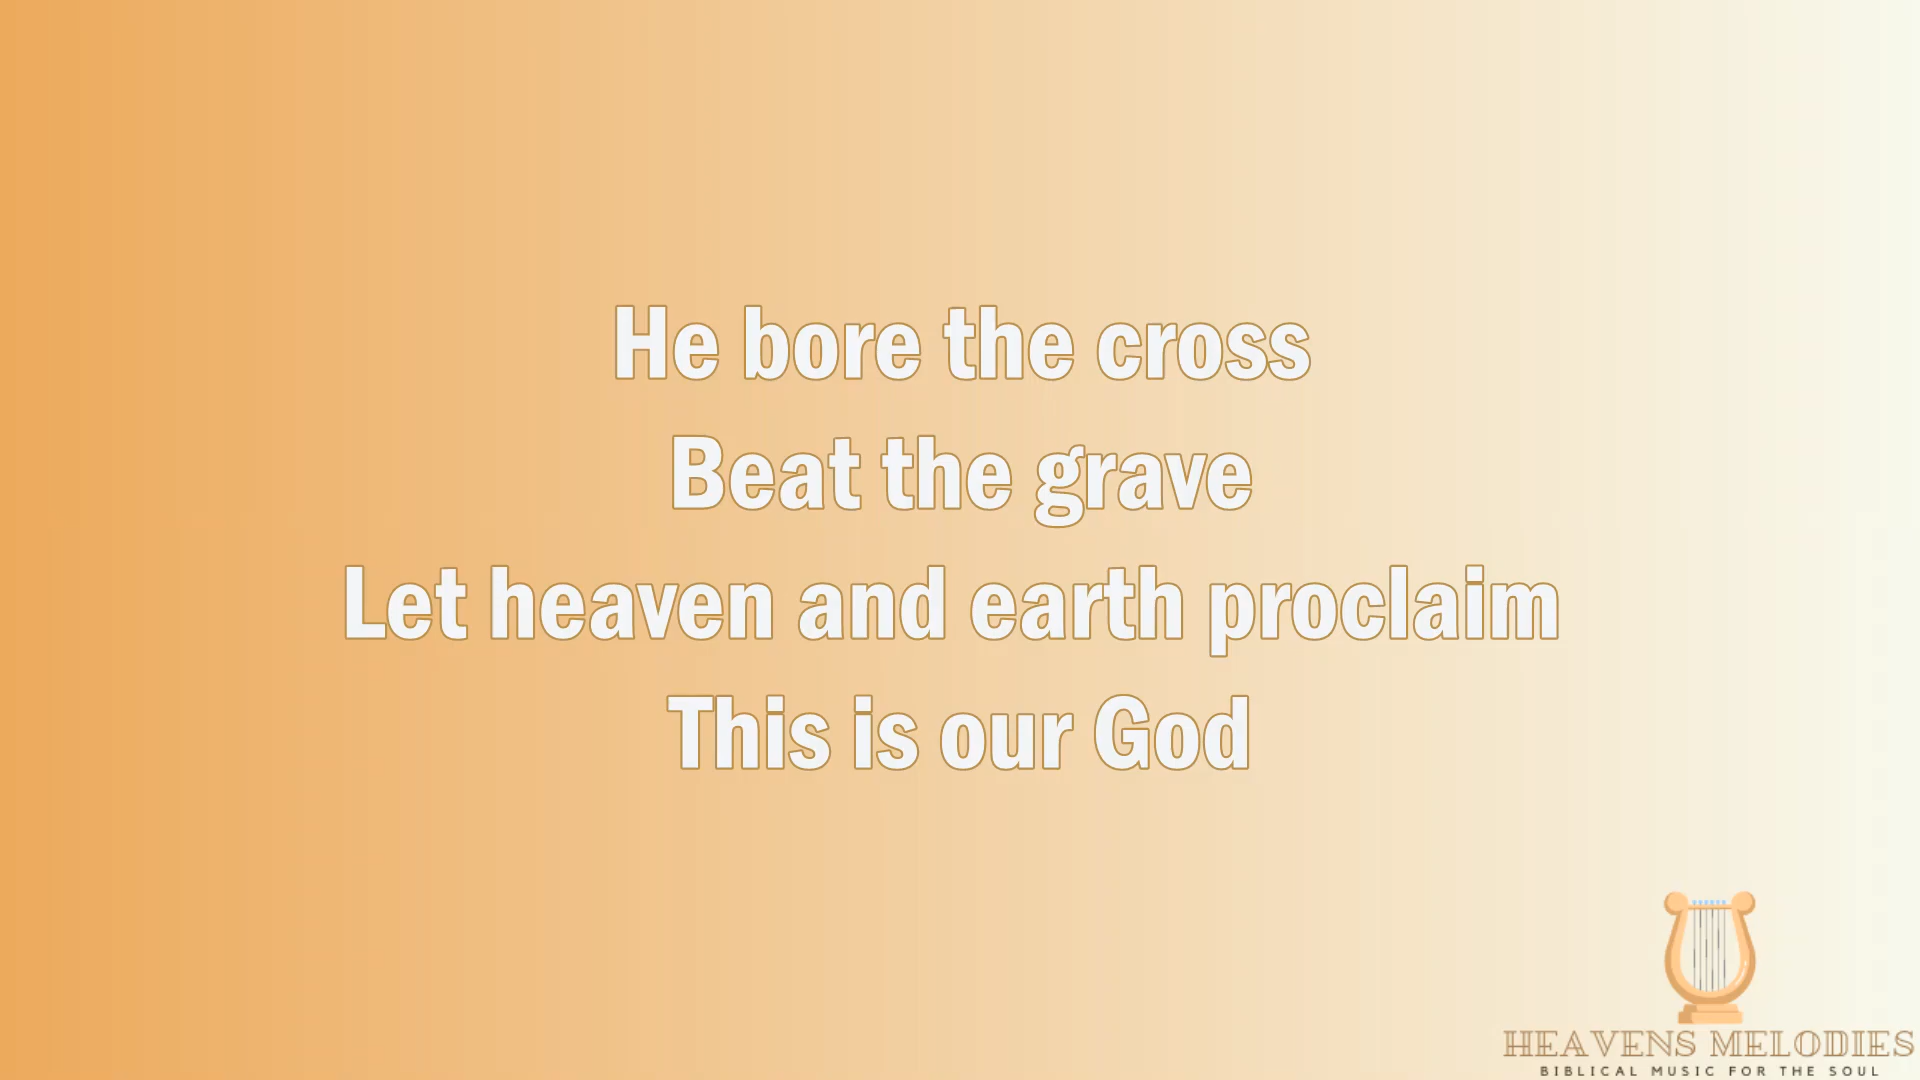 He bore the cross
Beat the grave
Let heaven and earth proclaim
This is our God
HEAVENS MELODIES
BIBLICAL MUSIC FOR THE SOUL